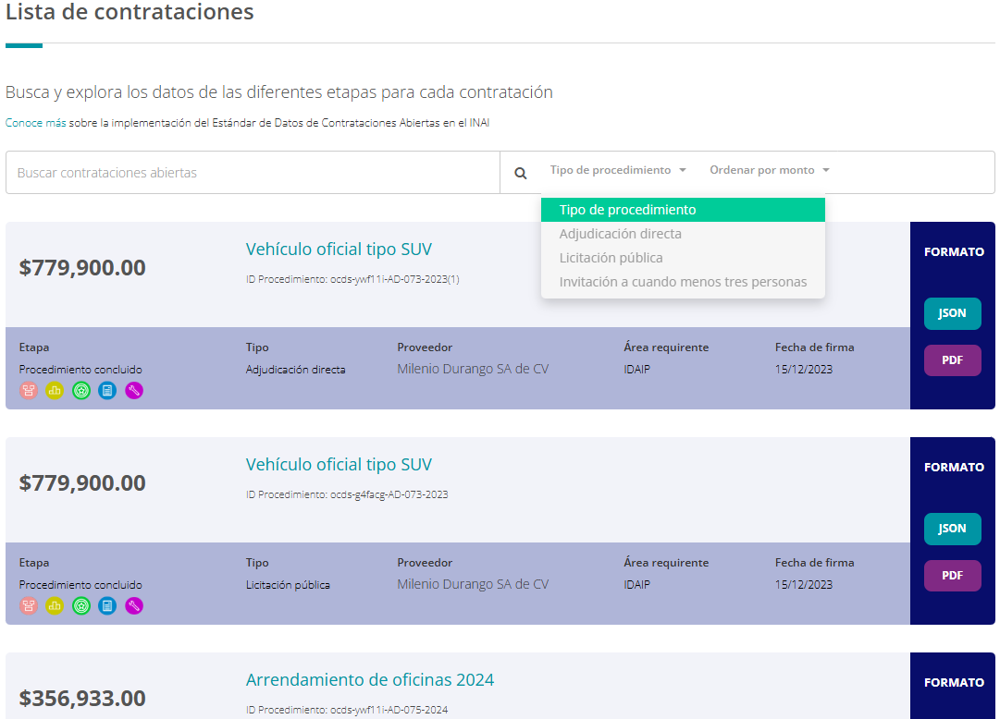 Lista de contrataciones
Busca y explora los datos de las diferentes etapas para cada contratación
Conoce más sobre la implementación del Estándar de Datos de Contrataciones Abiertas en el INAI
Buscar contrataciones abiertas
Tipo de procedimiento
Ordenar por monto
Tipo de procedimiento
Adjudicación directa
Licitación pública
Invitación a cuando menos tres personas
$779,900.00
Vehículo oficial tipo SUV
ID Procedimiento: ocds-ywf11i-AD-073-2023(1)
FORMATO
JSON
PDF
Etapa
Procedimiento concluido
Tipo
Adjudicación directa
Proveedor
Milenio Durango SA de CV
Área requirente
IDAIP
Fecha de firma
15/12/2023
$779,900.00
Vehículo oficial tipo SUV
ID Procedimiento: ocds-g4facg-AD-073-2023
FORMATO
JSON
PDF
Etapa
Procedimiento concluido
Tipo
Licitación pública
Proveedor
Milenio Durango SA de CV
Área requirente
IDAIP
Fecha de firma
15/12/2023
$356,933.00
Arrendamiento de oficinas 2024
ID Procedimiento: ocds-ywf11i-AD-075-2024
FORMATO